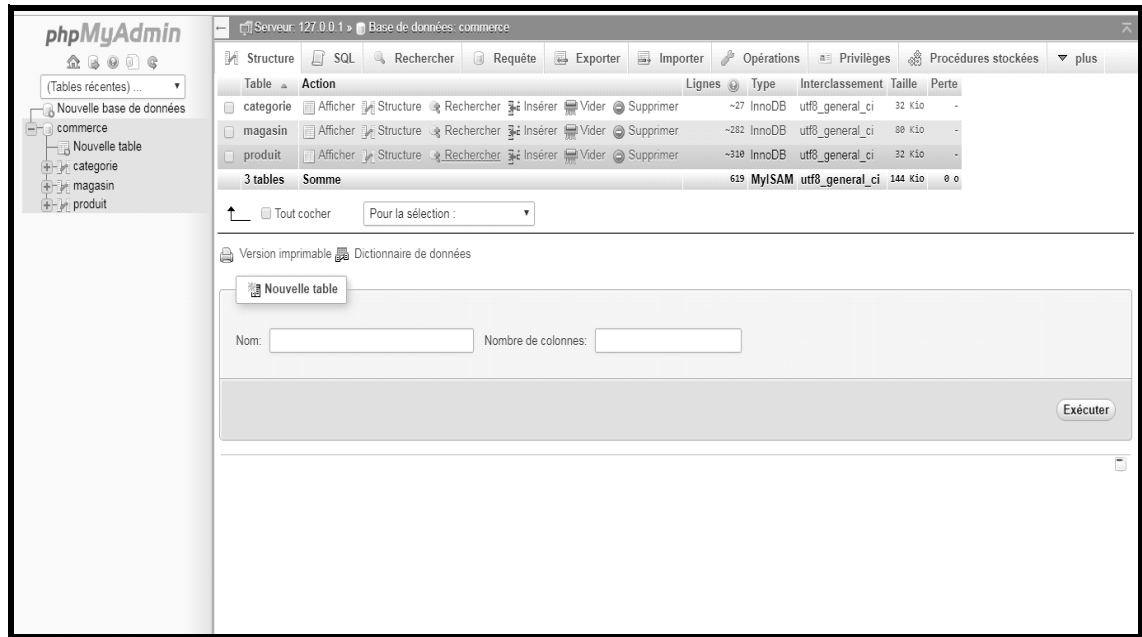 phpMyAdmin
(Tables récentes) ...
Nouvelle base de données
commerce
Nouvelle table
categorie
magasin
produit
Serveur: 127.0.0.1 » Base de données: commerce
Structure SQL Rechercher Requête Exporter Importer Opérations Privilèges Procédures stockées plus
Table Action Lignes Type Interclassement Taille Perte
categorie Afficher Structure Rechercher Insérer Vider Supprimer ~27 InnoDB utf8_general_ci 32 Kio -
magasin Afficher Structure Rechercher Insérer Vider Supprimer ~282 InnoDB utf8_general_ci 80 Kio -
produit Afficher Structure Rechercher Insérer Vider Supprimer ~310 InnoDB utf8_general_ci 32 Kio -
3 tables Somme 619 MyISAM utf8_general_ci 144 Kio 0 o
Tout cocher Pour la sélection :
Version imprimable Dictionnaire de données
Nouvelle table
Nom: Nombre de colonnes:
Exécuter